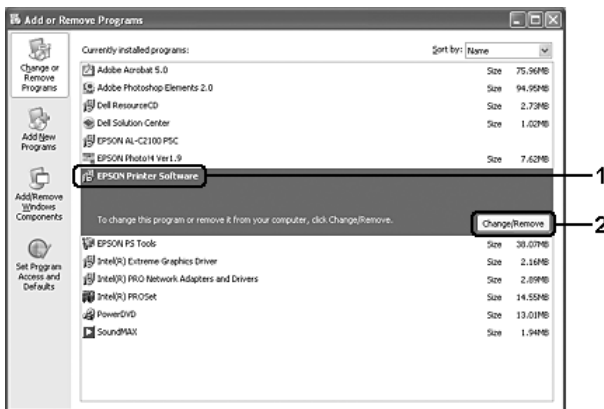 Add or Remove Programs
Change or
Remove
Programs
Add New
Programs
Add/Remove
Windows
Components
Set Program
Access and
Defaults
Currently installed programs:
Sort by: Name
Adobe Acrobat 5.0 Size 75.96MB
Adobe Photoshop Elements 2.0 Size 94.95MB
Dell ResourceCD Size 2.73MB
Dell Solution Center Size 1.02MB
EPSON AL-C2100 PSC
EPSON Photo!4 Ver1.9 Size 7.62MB
EPSON Printer Software 1
To change this program or remove it from your computer, click Change/Remove. Change/Remove 2
EPSON PS Tools Size 38.07MB
Intel(R) Extreme Graphics Driver Size 2.16MB
Intel(R) PRO Network Adapters and Drivers Size 2.89MB
Intel(R) PROSet Size 14.55MB
PowerDVD Size 13.01MB
SoundMAX Size 1.94MB